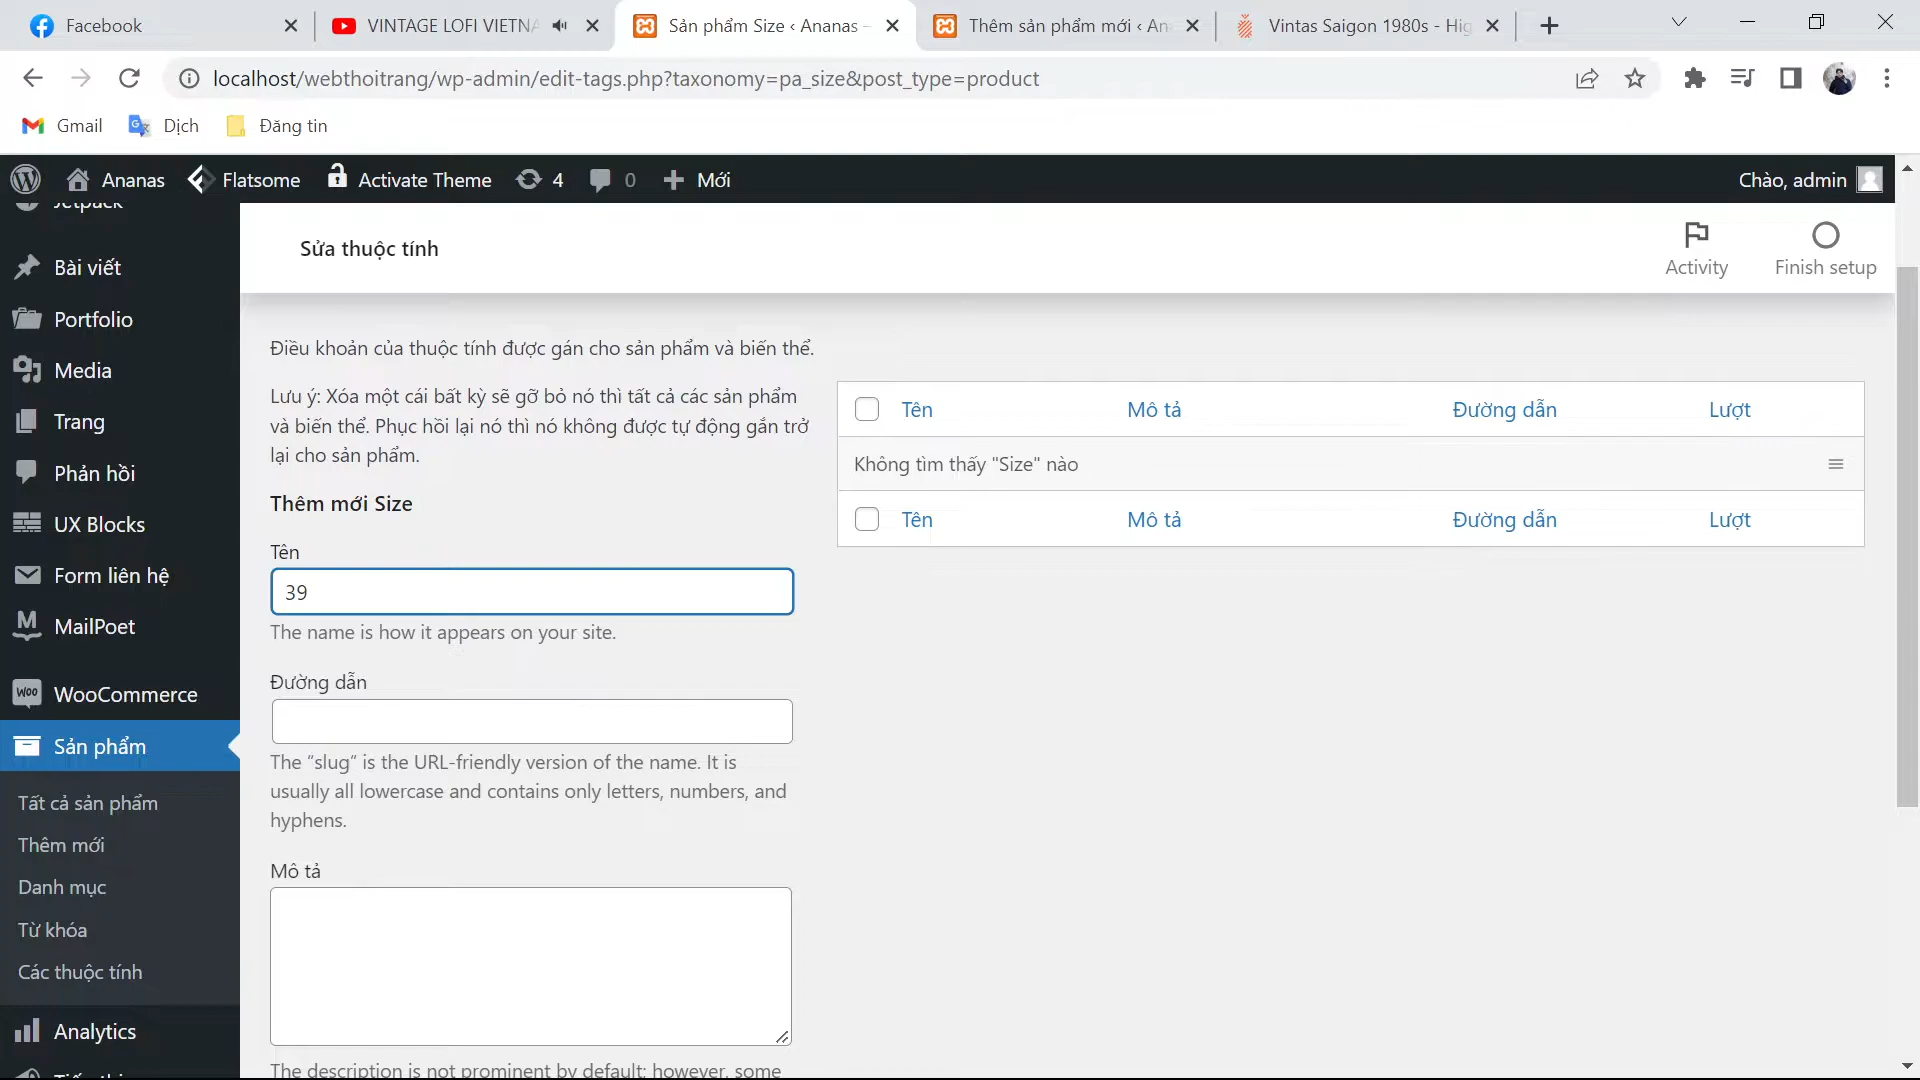 Facebook
VINTAGE LOFI VIETNA
Sản phẩm Size ‹ Ananas –
Thêm sản phẩm mới ‹ An
Vintas Saigon 1980s - Hig
localhost/webthoitrang/wp-admin/edit-tags.php?taxonomy=pa_size&post_type=product
Gmail
Dịch
Đăng tin
Ananas
Flatsome
Activate Theme
4
0
Mới
Chào, admin
Jetpack
Bài viết
Portfolio
Media
Trang
Phản hồi
UX Blocks
Form liên hệ
MailPoet
WooCommerce
Sản phẩm
Tất cả sản phẩm
Thêm mới
Danh mục
Từ khóa
Các thuộc tính
Analytics
Sửa thuộc tính
Activity
Finish setup
Điều khoản của thuộc tính được gán cho sản phẩm và biến thể.
Lưu ý: Xóa một cái bất kỳ sẽ gỡ bỏ nó thì tất cả các sản phẩm
và biến thể. Phục hồi lại nó thì nó không được tự động gắn trở
lại cho sản phẩm.
Thêm mới Size
Tên
39
The name is how it appears on your site.
Đường dẫn
The “slug” is the URL-friendly version of the name. It is
usually all lowercase and contains only letters, numbers, and
hyphens.
Mô tả
The description is not prominent by default; however, some
Tên
Mô tả
Đường dẫn
Lượt
Không tìm thấy "Size" nào
Tên
Mô tả
Đường dẫn
Lượt